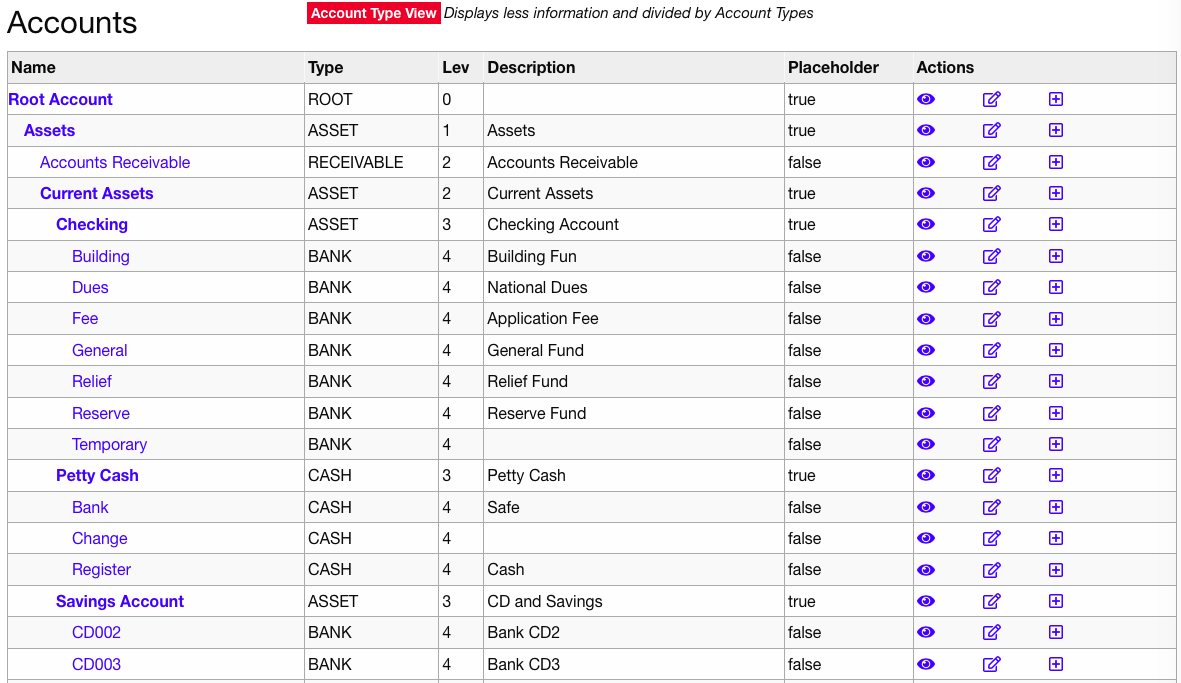 Accounts
Account Type View Displays less information and divided by Account Types
Name Type Lev Description Placeholder Actions
Root Account ROOT 0 true
Assets ASSET 1 Assets true
Accounts Receivable RECEIVABLE 2 Accounts Receivable false
Current Assets ASSET 2 Current Assets true
Checking ASSET 3 Checking Account true
Building BANK 4 Building Fun false
Dues BANK 4 National Dues false
Fee BANK 4 Application Fee false
General BANK 4 General Fund false
Relief BANK 4 Relief Fund false
Reserve BANK 4 Reserve Fund false
Temporary BANK 4 false
Petty Cash CASH 3 Petty Cash true
Bank CASH 4 Safe false
Change CASH 4 false
Register CASH 4 Cash false
Savings Account ASSET 3 CD and Savings true
CD002 BANK 4 Bank CD2 false
CD003 BANK 4 Bank CD3 false